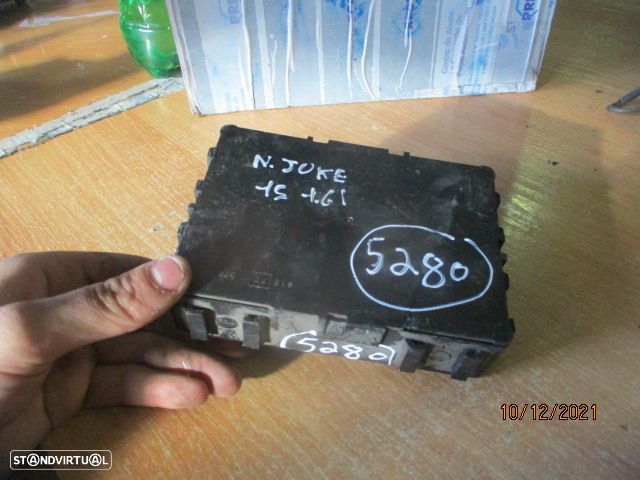 N. JUKE
15 1.6i
5280
(5280)
10/12/2021
STANDVIRTUAL